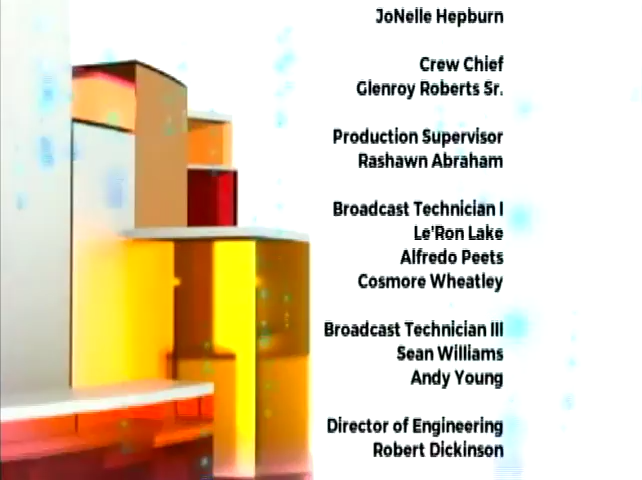 JoNelle Hepburn
Crew Chief
Glenroy Roberts Sr.
Production Supervisor
Rashawn Abraham
Broadcast Technician I
Le'Ron Lake
Alfredo Peets
Cosmore Wheatley
Broadcast Technician III
Sean Williams
Andy Young
Director of Engineering
Robert Dickinson